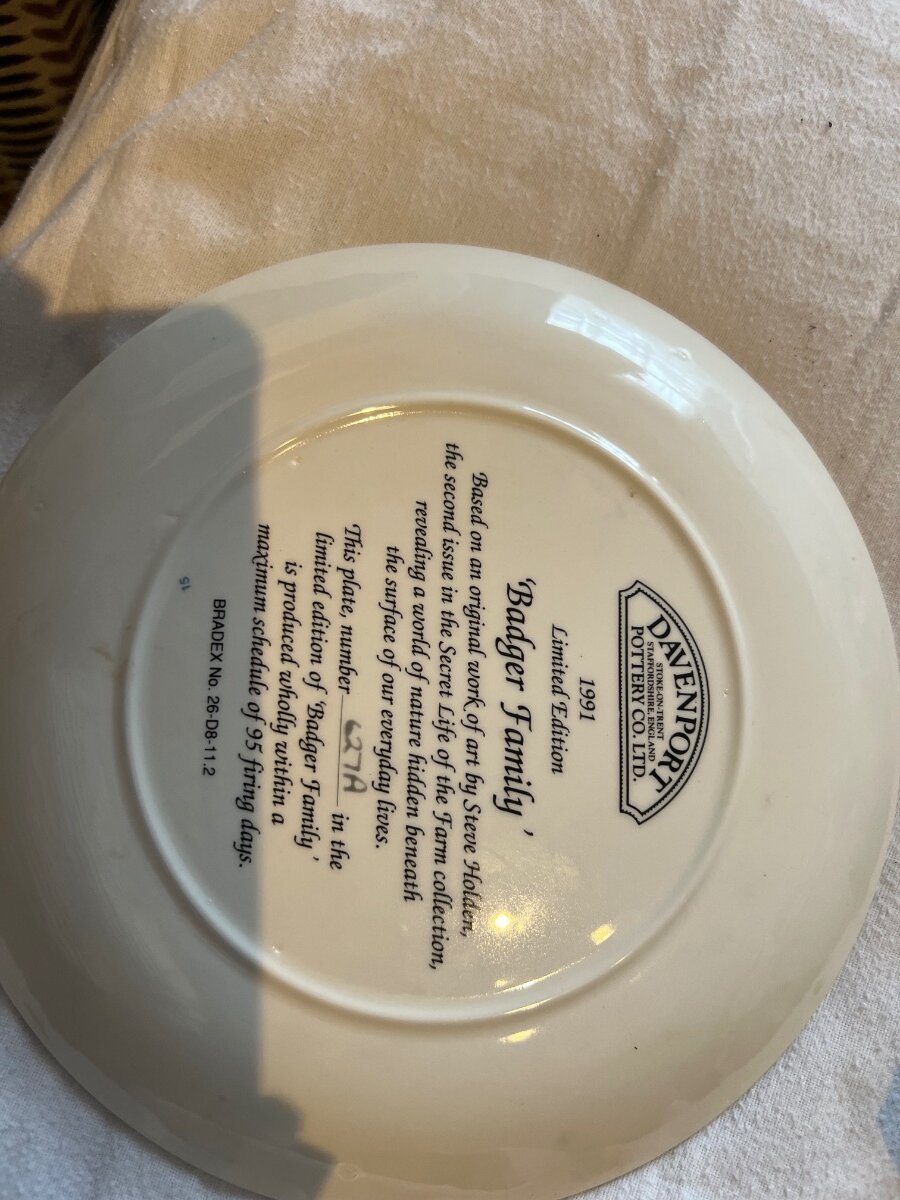 DAVENPORT
STOKE-ON-TRENT
STAFFORDSHIRE, ENGLAND
POTTERY CO. LTD.
1991
Limited Edition
'Badger Family'
Based on an original work of art by Steve Holden,
the second issue in the Secret Life of the Farm collection,
revealing a world of nature hidden beneath
the surface of our everyday lives.
This plate, number 627A in the
limited edition of 'Badger Family'
is produced wholly within a
maximum schedule of 95 firing days.
BRADEX No. 26-D8-11.2
15